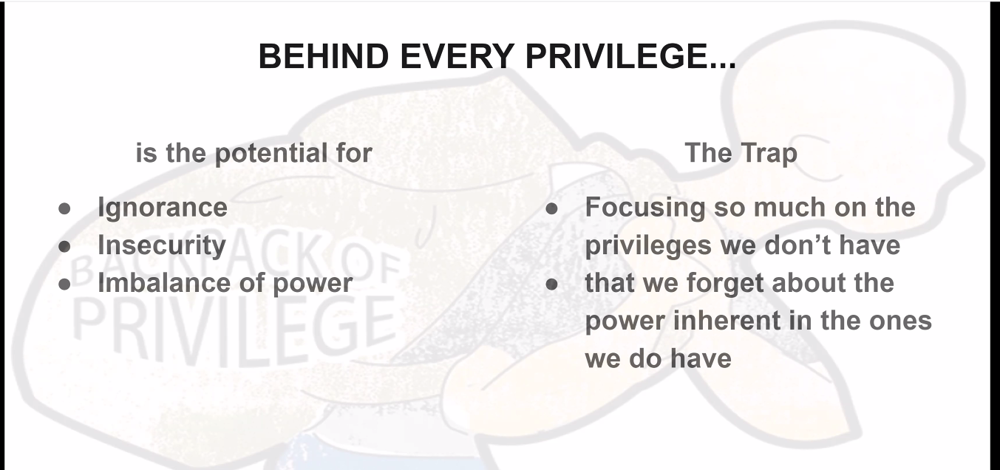 BEHIND EVERY PRIVILEGE...
is the potential for
● Ignorance
● Insecurity
● Imbalance of power
The Trap
● Focusing so much on the
privileges we don’t have
● that we forget about the
power inherent in the ones
we do have
BACKPACK OF
PRIVILEGE